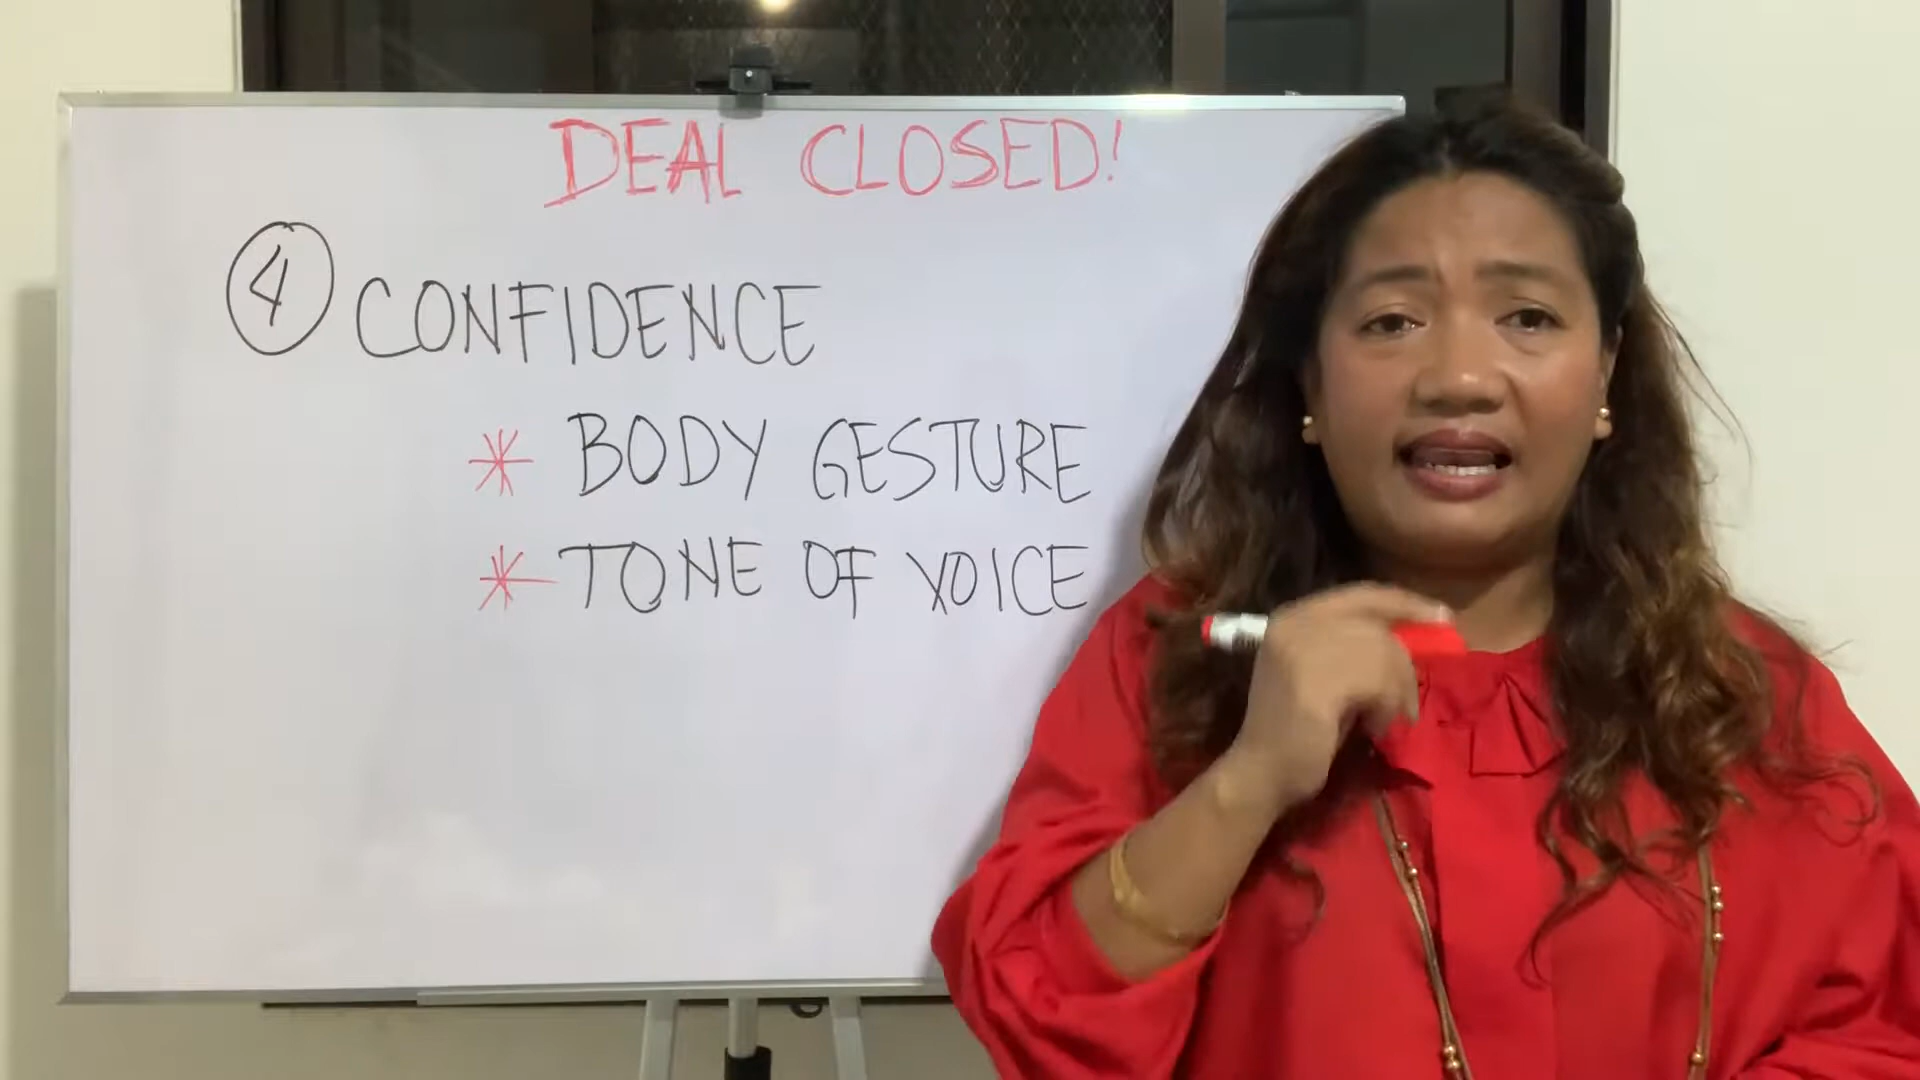 DEAL CLOSED!
4 CONFIDENCE
* BODY GESTURE
* TONE OF VOICE